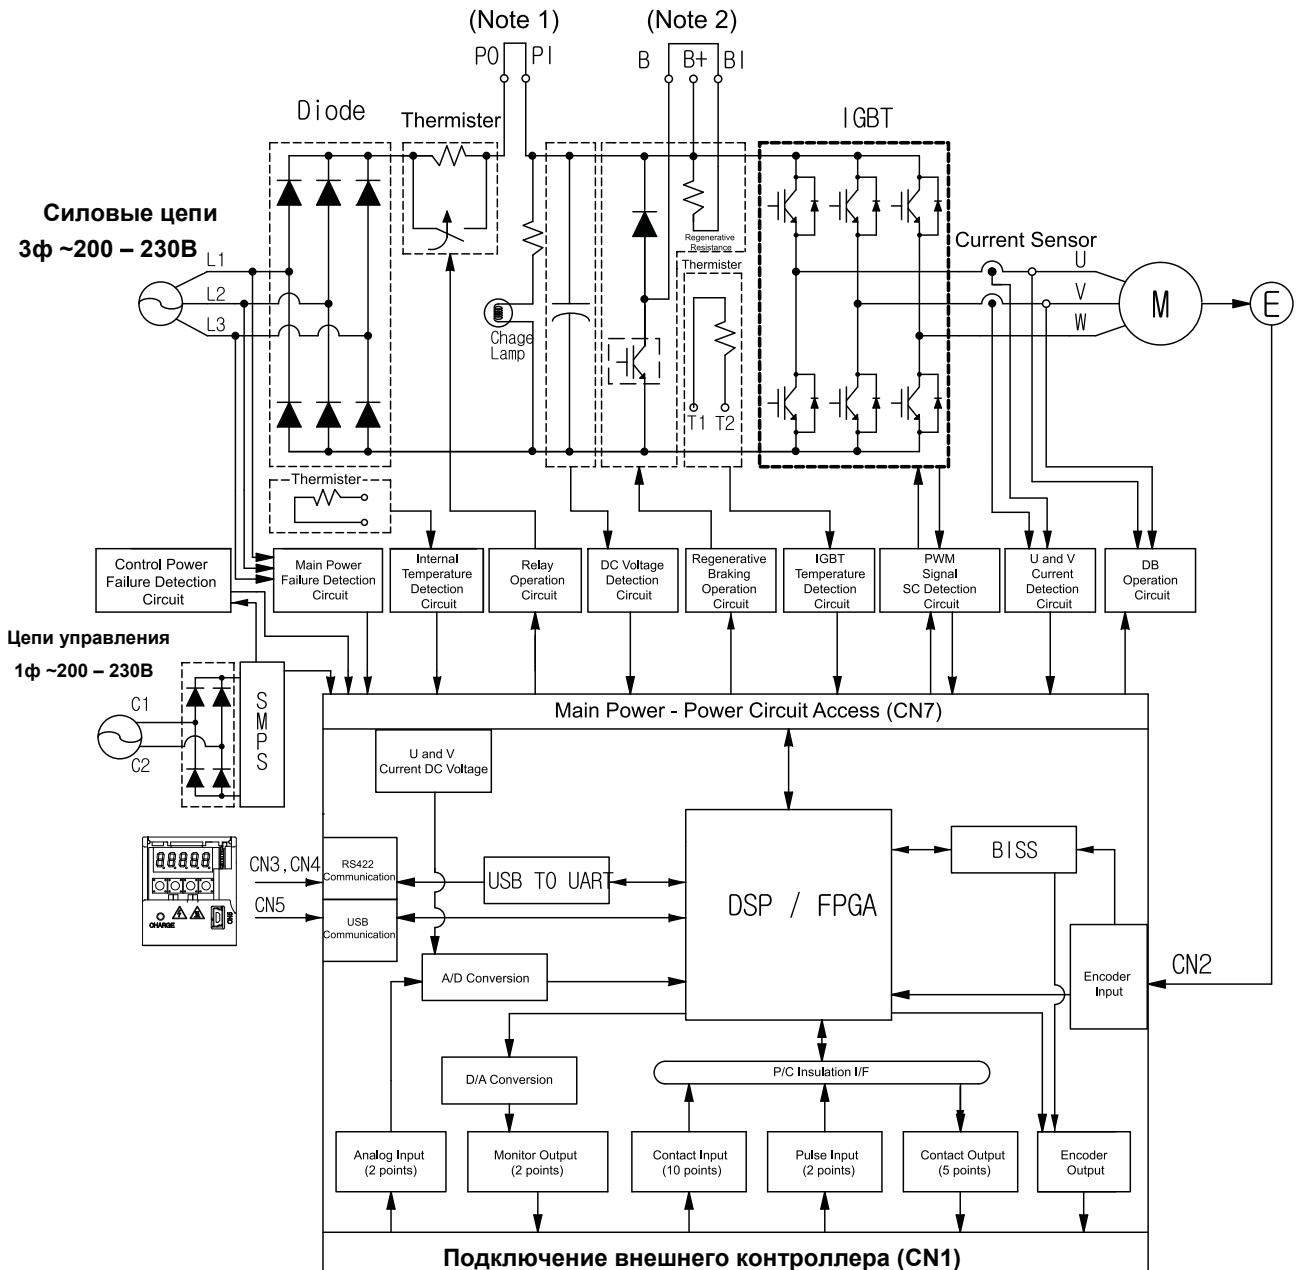 (Note 1)
(Note 2)
PO PI
B B+ BI
Diode
Thermister
IGBT
Силовые цепи
3ф ~200 – 230В
L1
L2
L3
Chage
Lamp
Regenerative
Resistance
Thermister
T1 T2
Current Sensor
U
V
W
M
E
Thermister
Control Power
Failure Detection
Circuit
Main Power
Failure Detection
Circuit
Internal
Temperature
Detection
Circuit
Relay
Operation
Circuit
DC Voltage
Detection
Circuit
Regenerative
Braking
Operation
Circuit
IGBT
Temperature
Detection
Circuit
PWM
Signal
SC Detection
Circuit
U and V
Current
Detection
Circuit
DB
Operation
Circuit
Цепи управления
1ф ~200 – 230В
C1
C2
SMPS
Main Power - Power Circuit Access (CN7)
U and V
Current DC Voltage
CN3, CN4
CN5
CHARGE
CN5
RS422
Communication
USB
Communication
USB TO UART
DSP / FPGA
BISS
A/D Conversion
Encoder
Input
CN2
D/A Conversion
P/C Insulation I/F
Analog Input
(2 points)
Monitor Output
(2 points)
Contact Input
(10 points)
Pulse Input
(2 points)
Contact Output
(5 points)
Encoder
Output
Подключение внешнего контроллера (CN1)